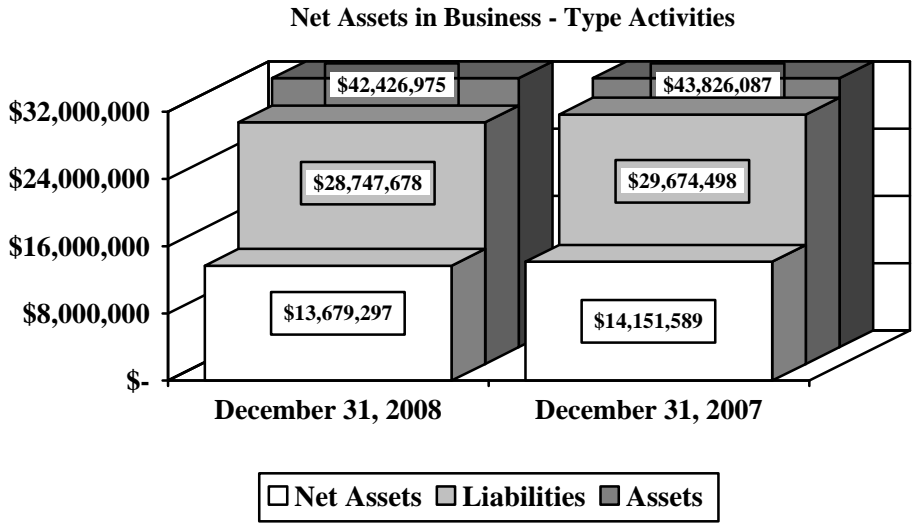 Net Assets in Business - Type Activities
$42,426,975
$43,826,087
$32,000,000
$28,747,678
$29,674,498
$24,000,000
$16,000,000
$13,679,297
$14,151,589
$8,000,000
$-
December 31, 2008
December 31, 2007
Net Assets
Liabilities
Assets